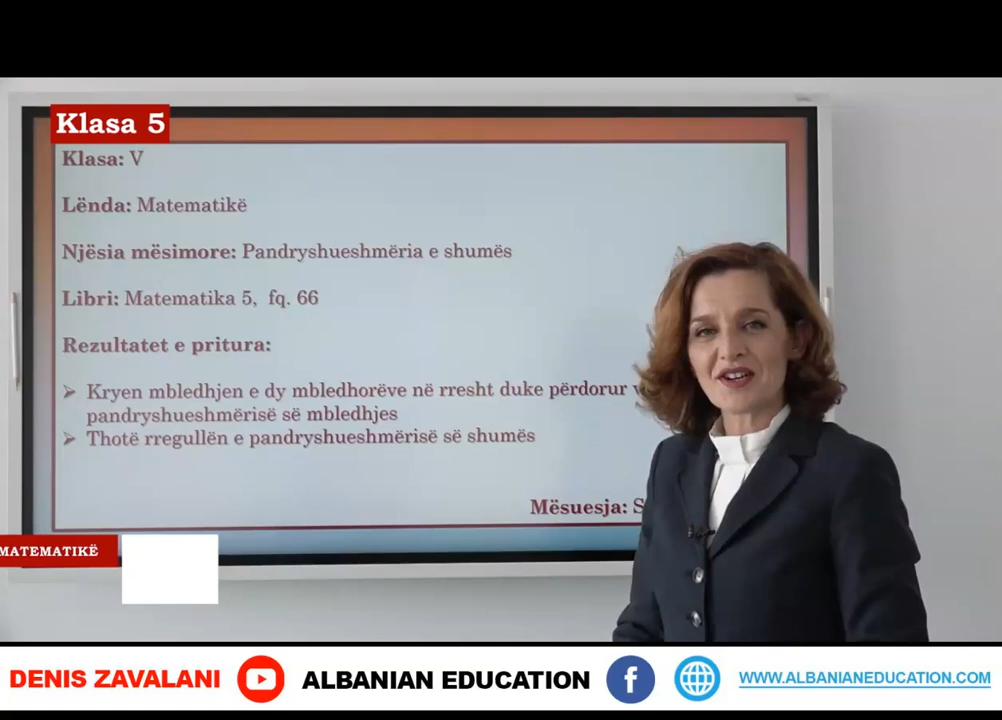 Klasa 5
Klasa: V
Lënda: Matematikë
Njësia mësimore: Pandryshueshmëria e shumës
Libri: Matematika 5, fq. 66
Rezultatet e pritura:
➢ Kryen mbledhjen e dy mbledhorëve në rresht duke përdorur
pandryshueshmërisë së mbledhjes
➢ Thotë rregullën e pandryshueshmërisë së shumës
Mësuesja: S
MATEMATIKË
DENIS ZAVALANI ALBANIAN EDUCATION f WWW.ALBANIANEDUCATION.COM